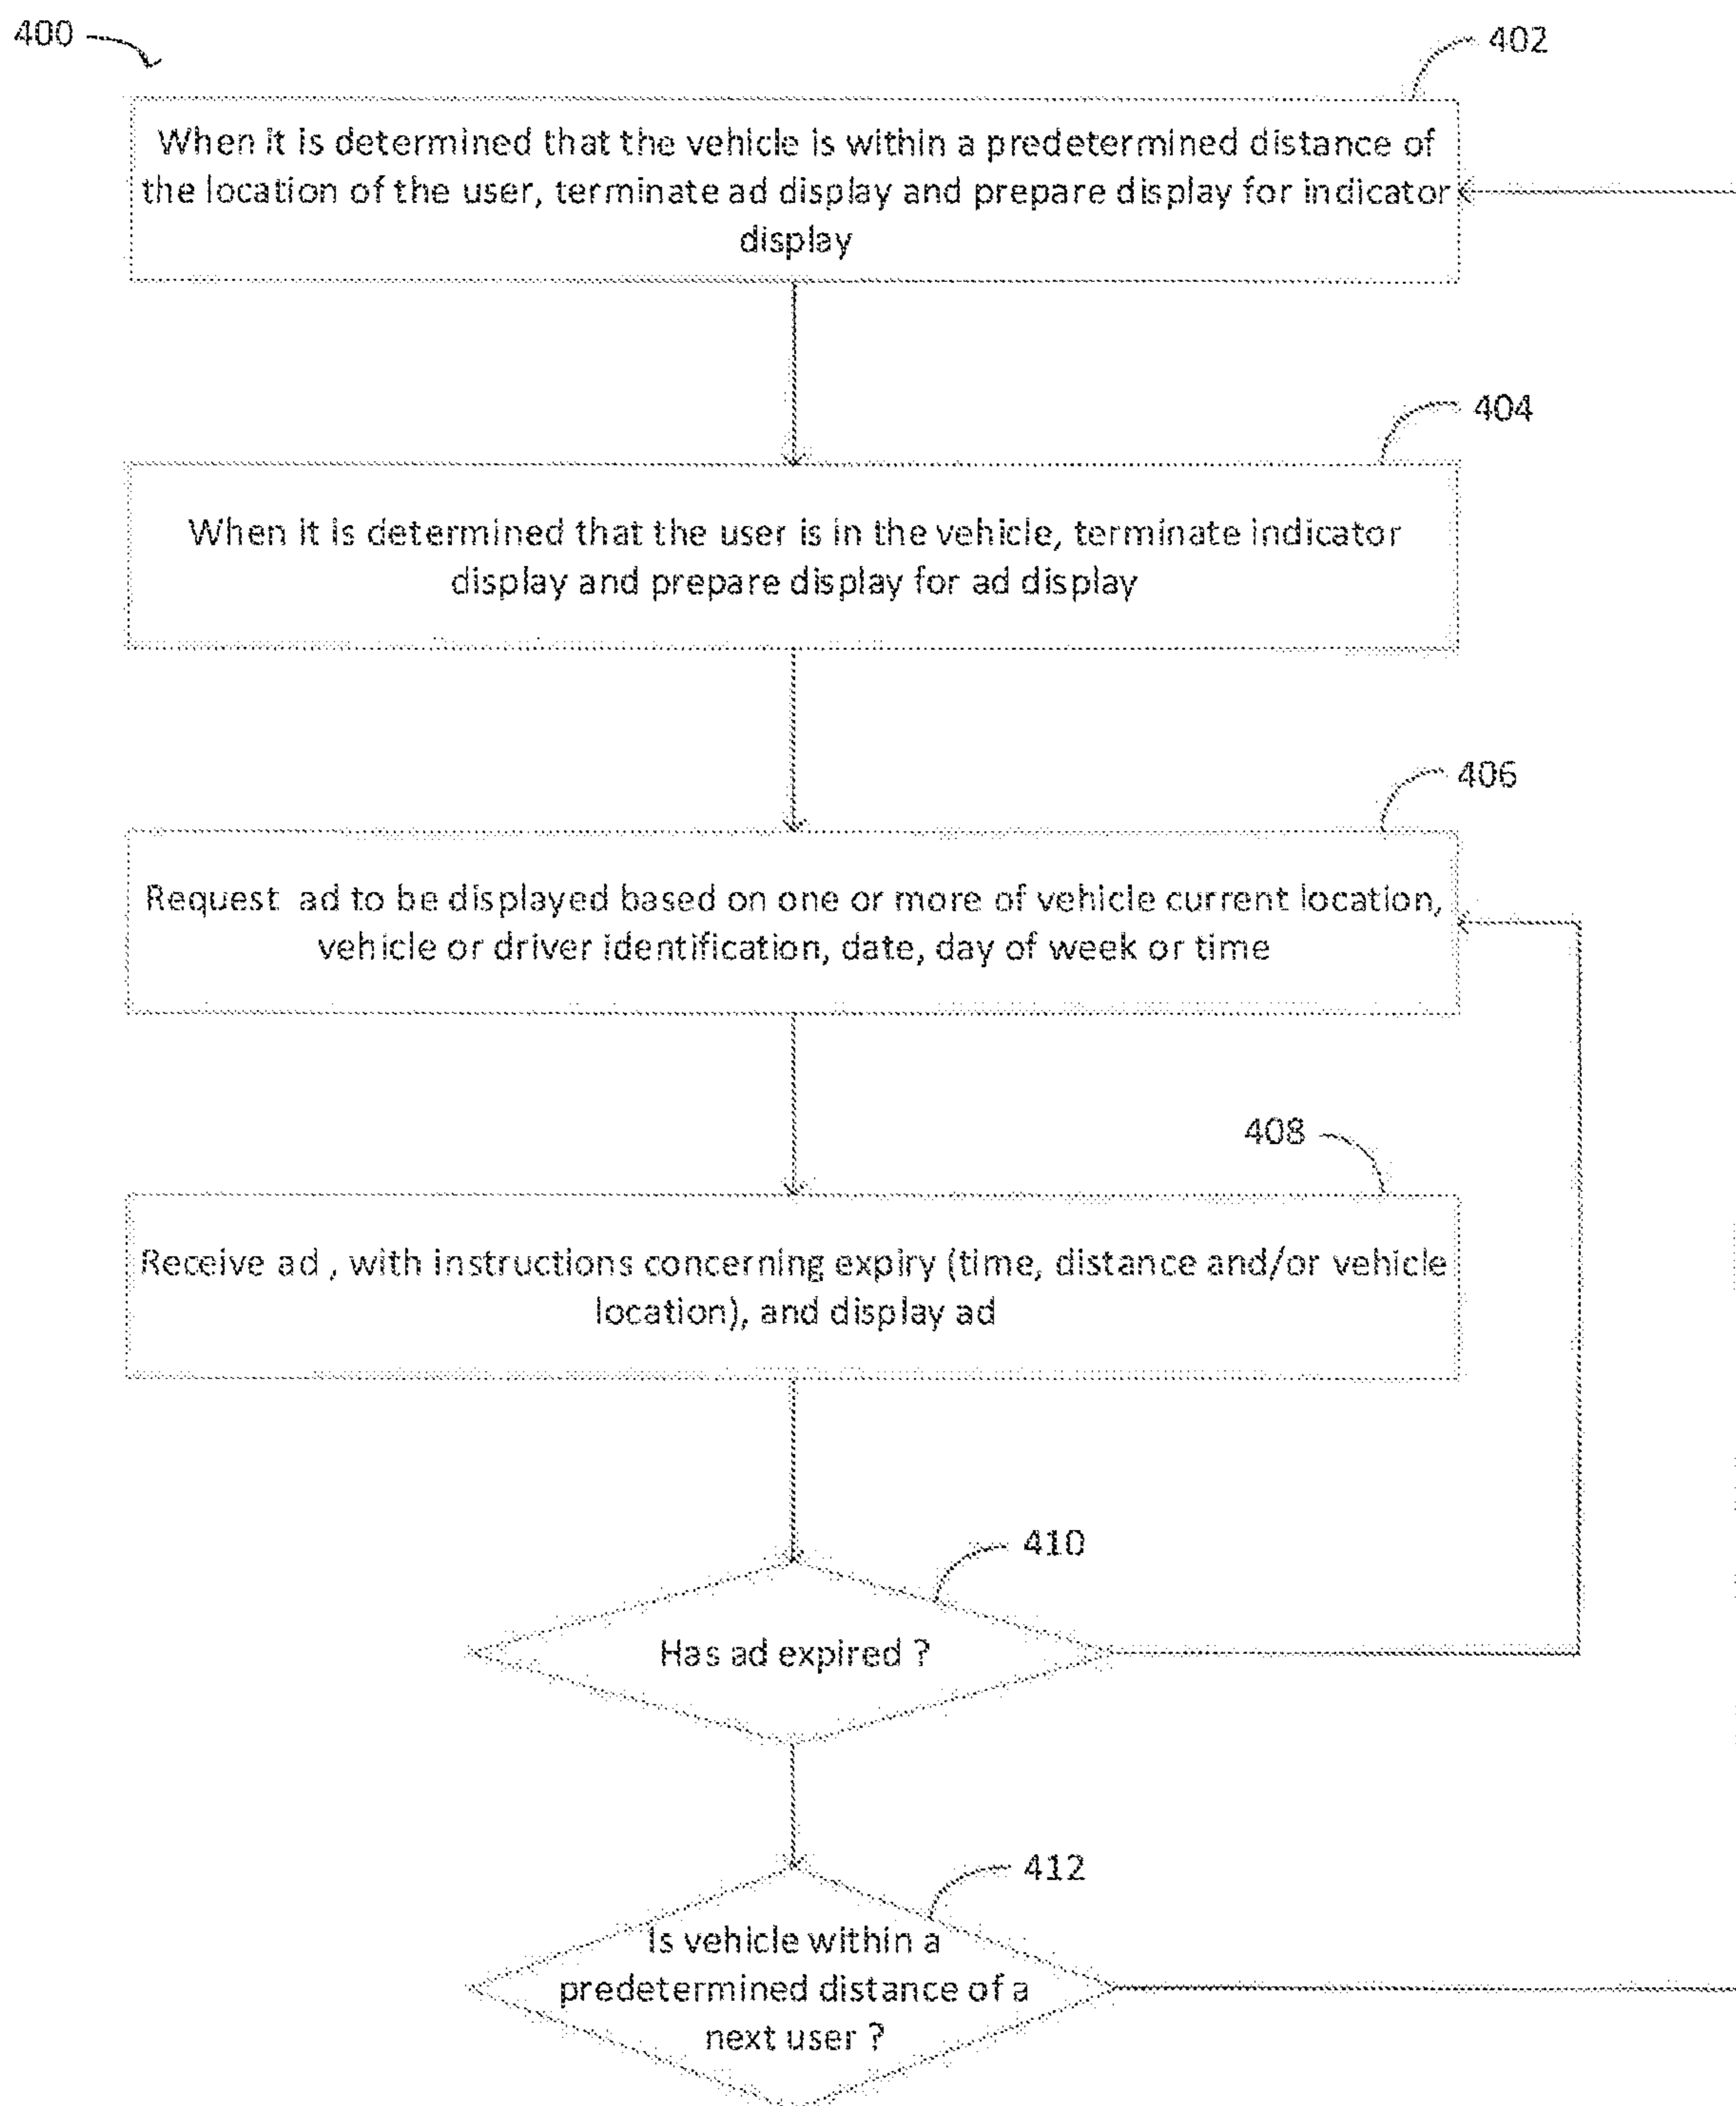 400
402
When it is determined that the vehicle is within a predetermined distance of
the location of the user, terminate ad display and prepare display for indicator
display
404
When it is determined that the user is in the vehicle, terminate indicator
display and prepare display for ad display
406
Request ad to be displayed based on one or more of vehicle current location,
vehicle or driver identification, date, day of week or time
408
Receive ad , with instructions concerning expiry (time, distance and/or vehicle
location), and display ad
410
Has ad expired ?
412
Is vehicle within a
predetermined distance of a
next user ?